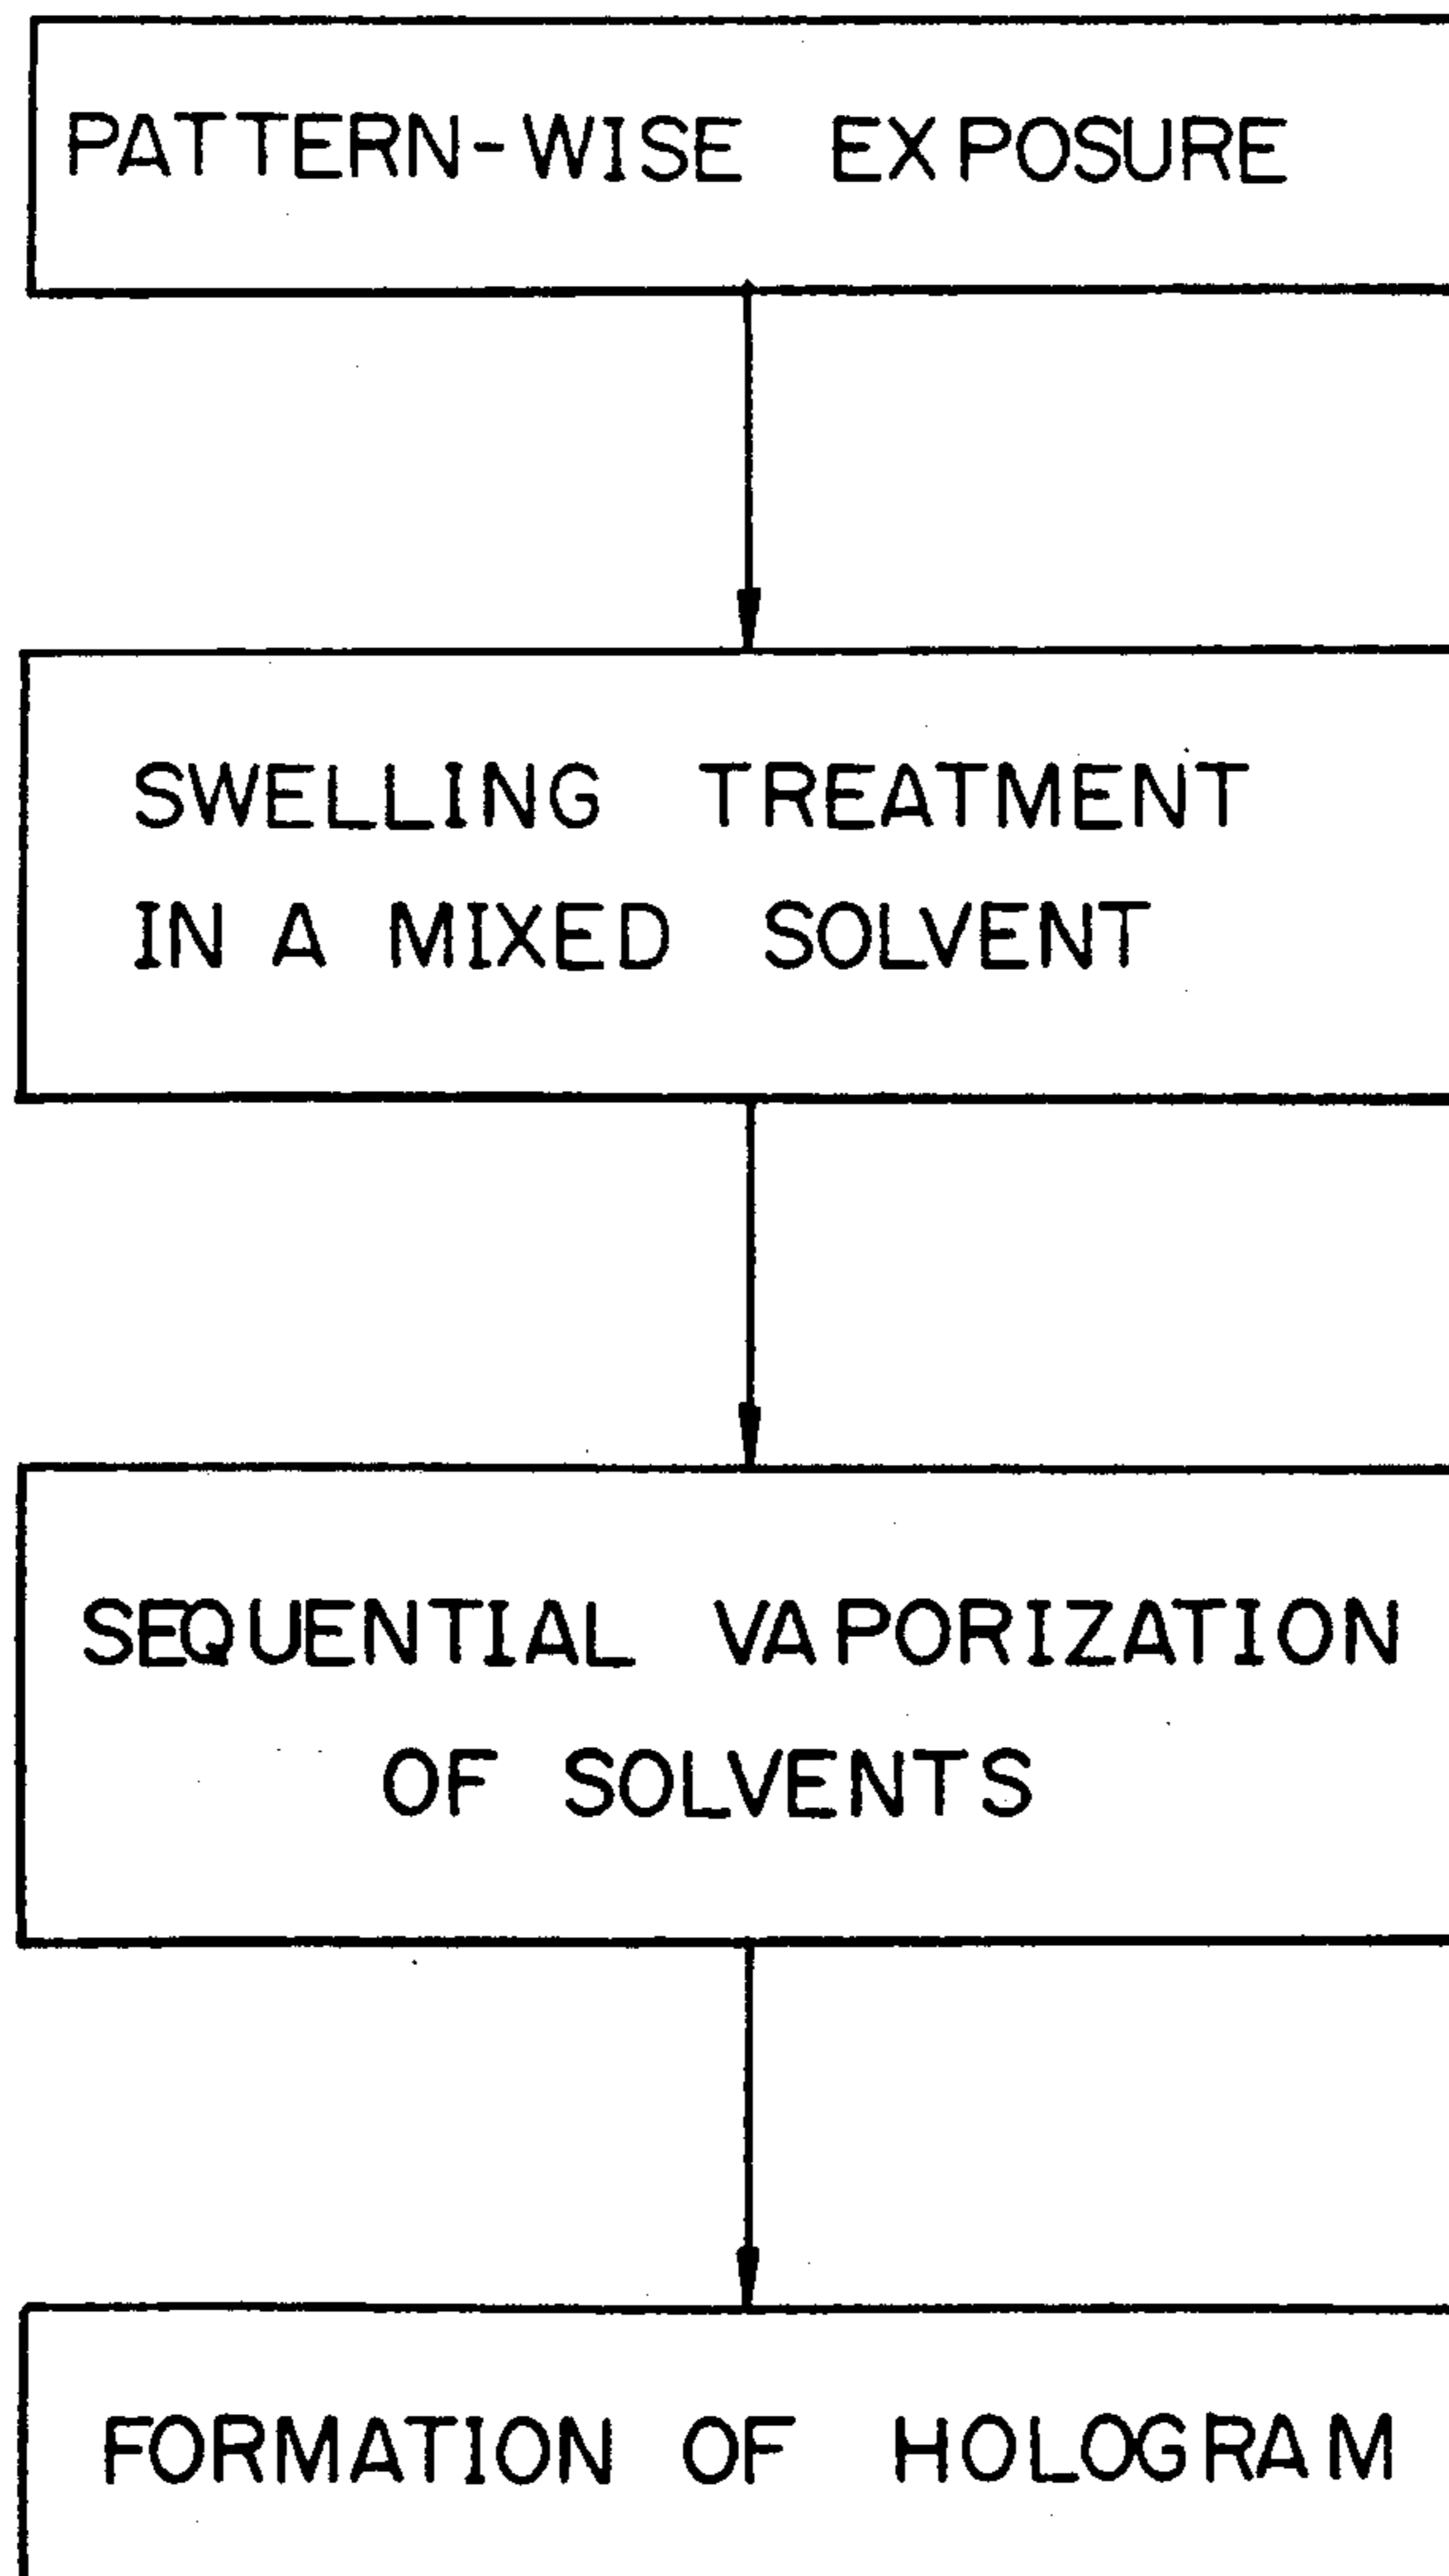 PATTERN-WISE EXPOSURE
SWELLING TREATMENT
IN A MIXED SOLVENT
SEQUENTIAL VAPORIZATION
OF SOLVENTS
FORMATION OF HOLOGRAM